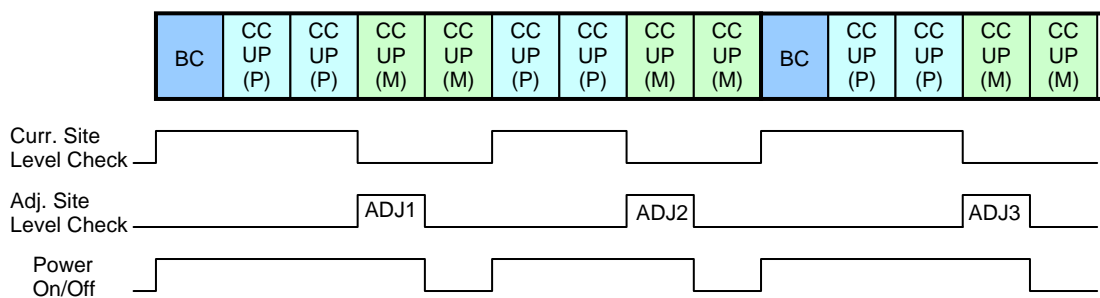 BC
CC
UP
(P)
CC
UP
(P)
CC
UP
(M)
CC
UP
(M)
CC
UP
(P)
CC
UP
(P)
CC
UP
(M)
CC
UP
(M)
BC
CC
UP
(P)
CC
UP
(P)
CC
UP
(M)
CC
UP
(M)
Curr. Site
Level Check
Adj. Site
Level Check
ADJ1
ADJ2
ADJ3
Power
On/Off